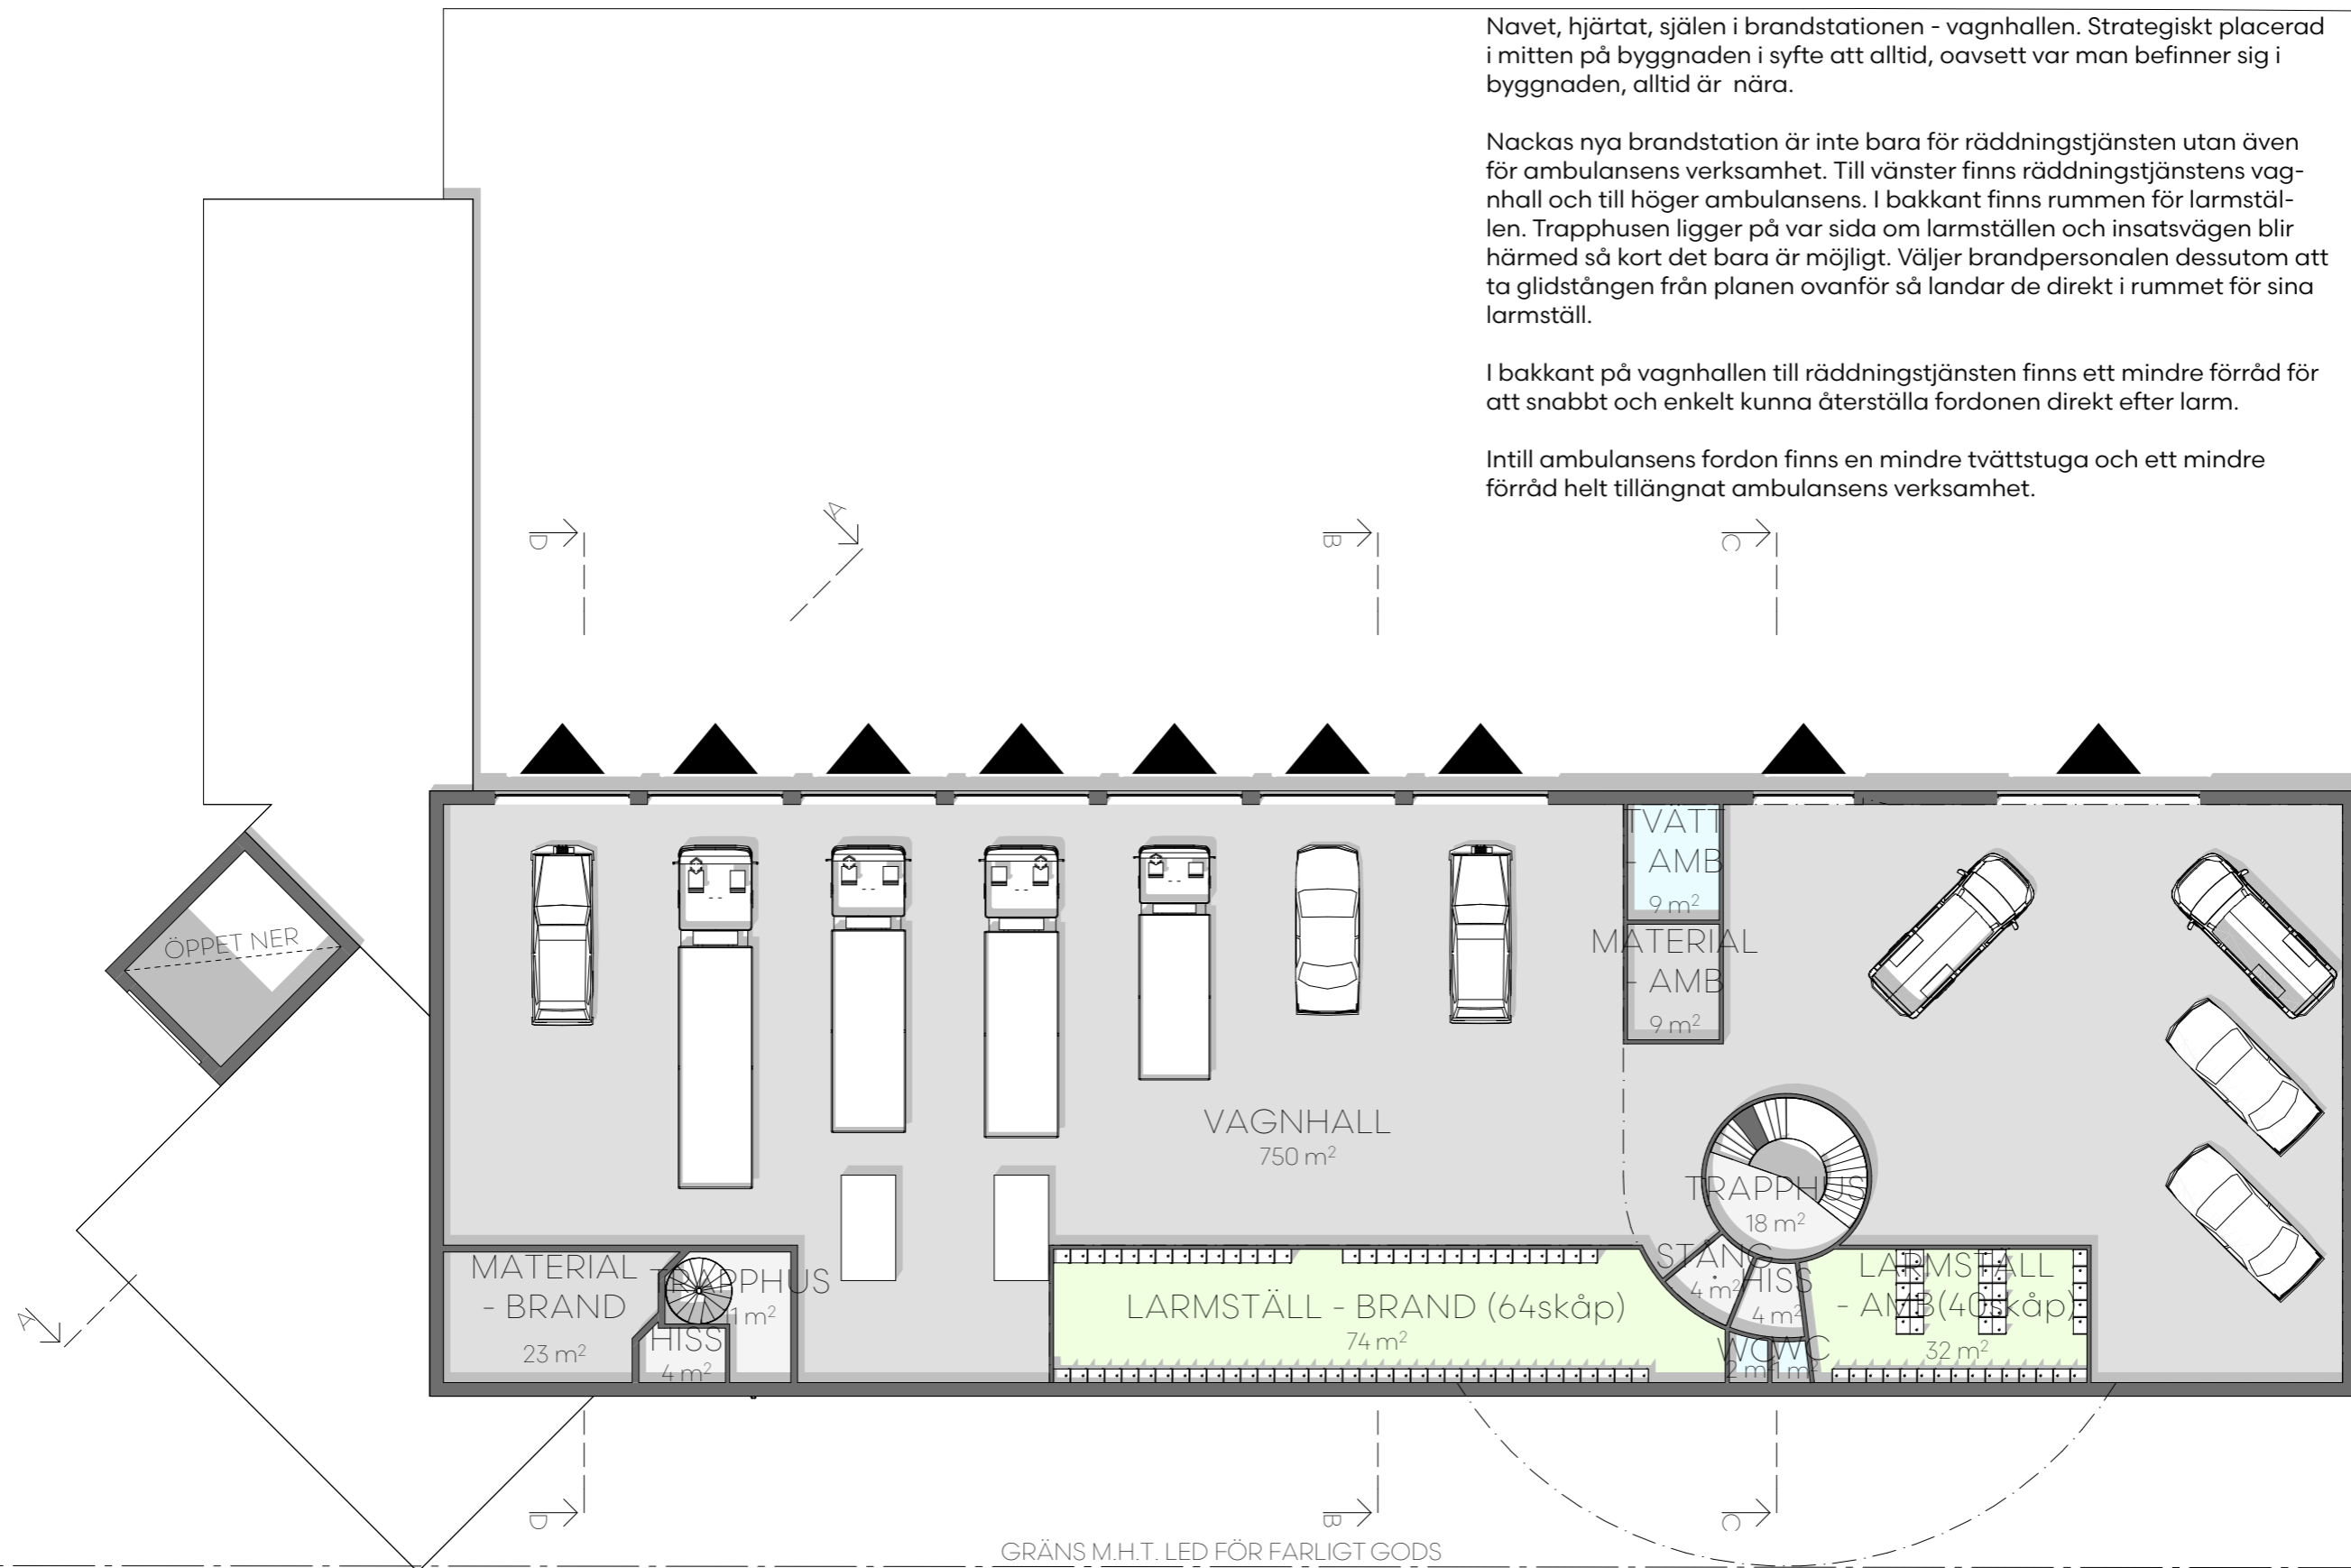 Navet, hjärtat, själen i brandstationen - vagnhallen. Strategiskt placerad
i mitten på byggnaden i syfte att alltid, oavsett var man befinner sig i
byggnaden, alltid är  nära.
Nackas nya brandstation är inte bara för räddningstjänsten utan även
för ambulansens verksamhet. Till vänster finns räddningstjänstens vag-
nhall och till höger ambulansens. I bakkant finns rummen för larmstäl-
len. Trapphusen ligger på var sida om larmställen och insatsvägen blir
härmed så kort det bara är möjligt. Väljer brandpersonalen dessutom att
ta glidstången från planen ovanför så landar de direkt i rummet för sina
larmställ.
I bakkant på vagnhallen till räddningstjänsten finns ett mindre förråd för
att snabbt och enkelt kunna återställa fordonen direkt efter larm.
Intill ambulansens fordon finns en mindre tvättstuga och ett mindre
förråd helt tillängnat ambulansens verksamhet.
D
A
B
C
TVÄTT
- AMB
9 m²
ÖPPET NER
MATERIAL
- AMB
9 m²
VAGNHALL
750 m²
TRAPPHUS
18 m²
MATERIAL
- BRAND
23 m²
TRAPPHUS
11 m²
HISS
4 m²
LARMSTÄLL - BRAND (64skåp)
74 m²
STÅNG
4 m²
HISS
4 m²
WC
2 m²
WC
1 m²
LARMSTÄLL
- AMB(40skåp)
32 m²
A
D
B
C
GRÄNS M.H.T. LED FÖR FARLIGT GODS